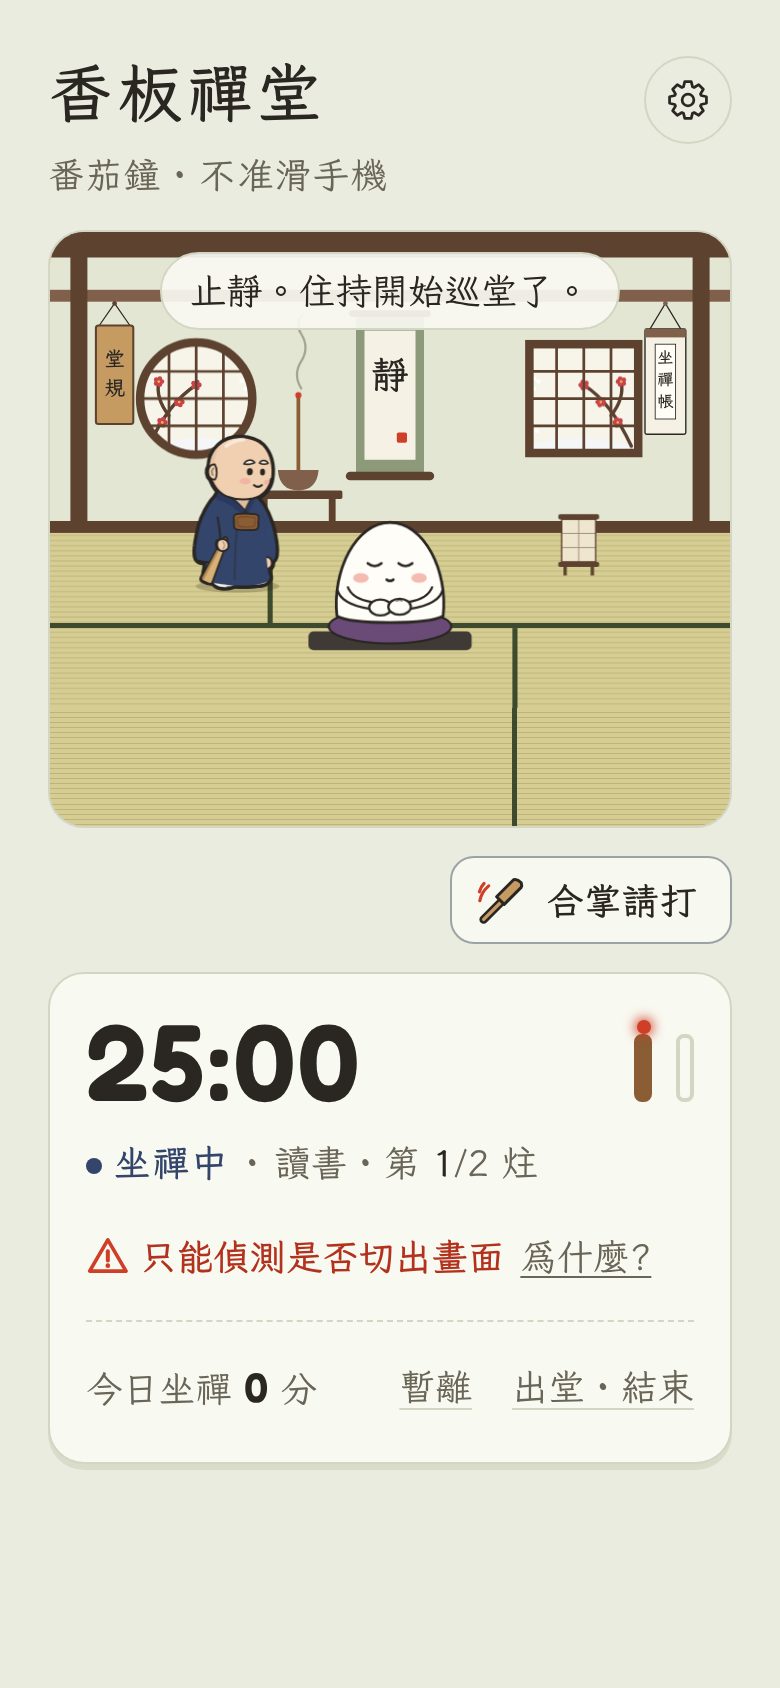 香板禪堂
番茄鐘・不准滑手機
止靜。住持開始巡堂了。
堂規
靜
坐禪帳
合掌請打
25:00
坐禪中・讀書・第 1/2 炷
只能偵測是否切出畫面 為什麼?
今日坐禪 0 分 暫離 出堂・結束